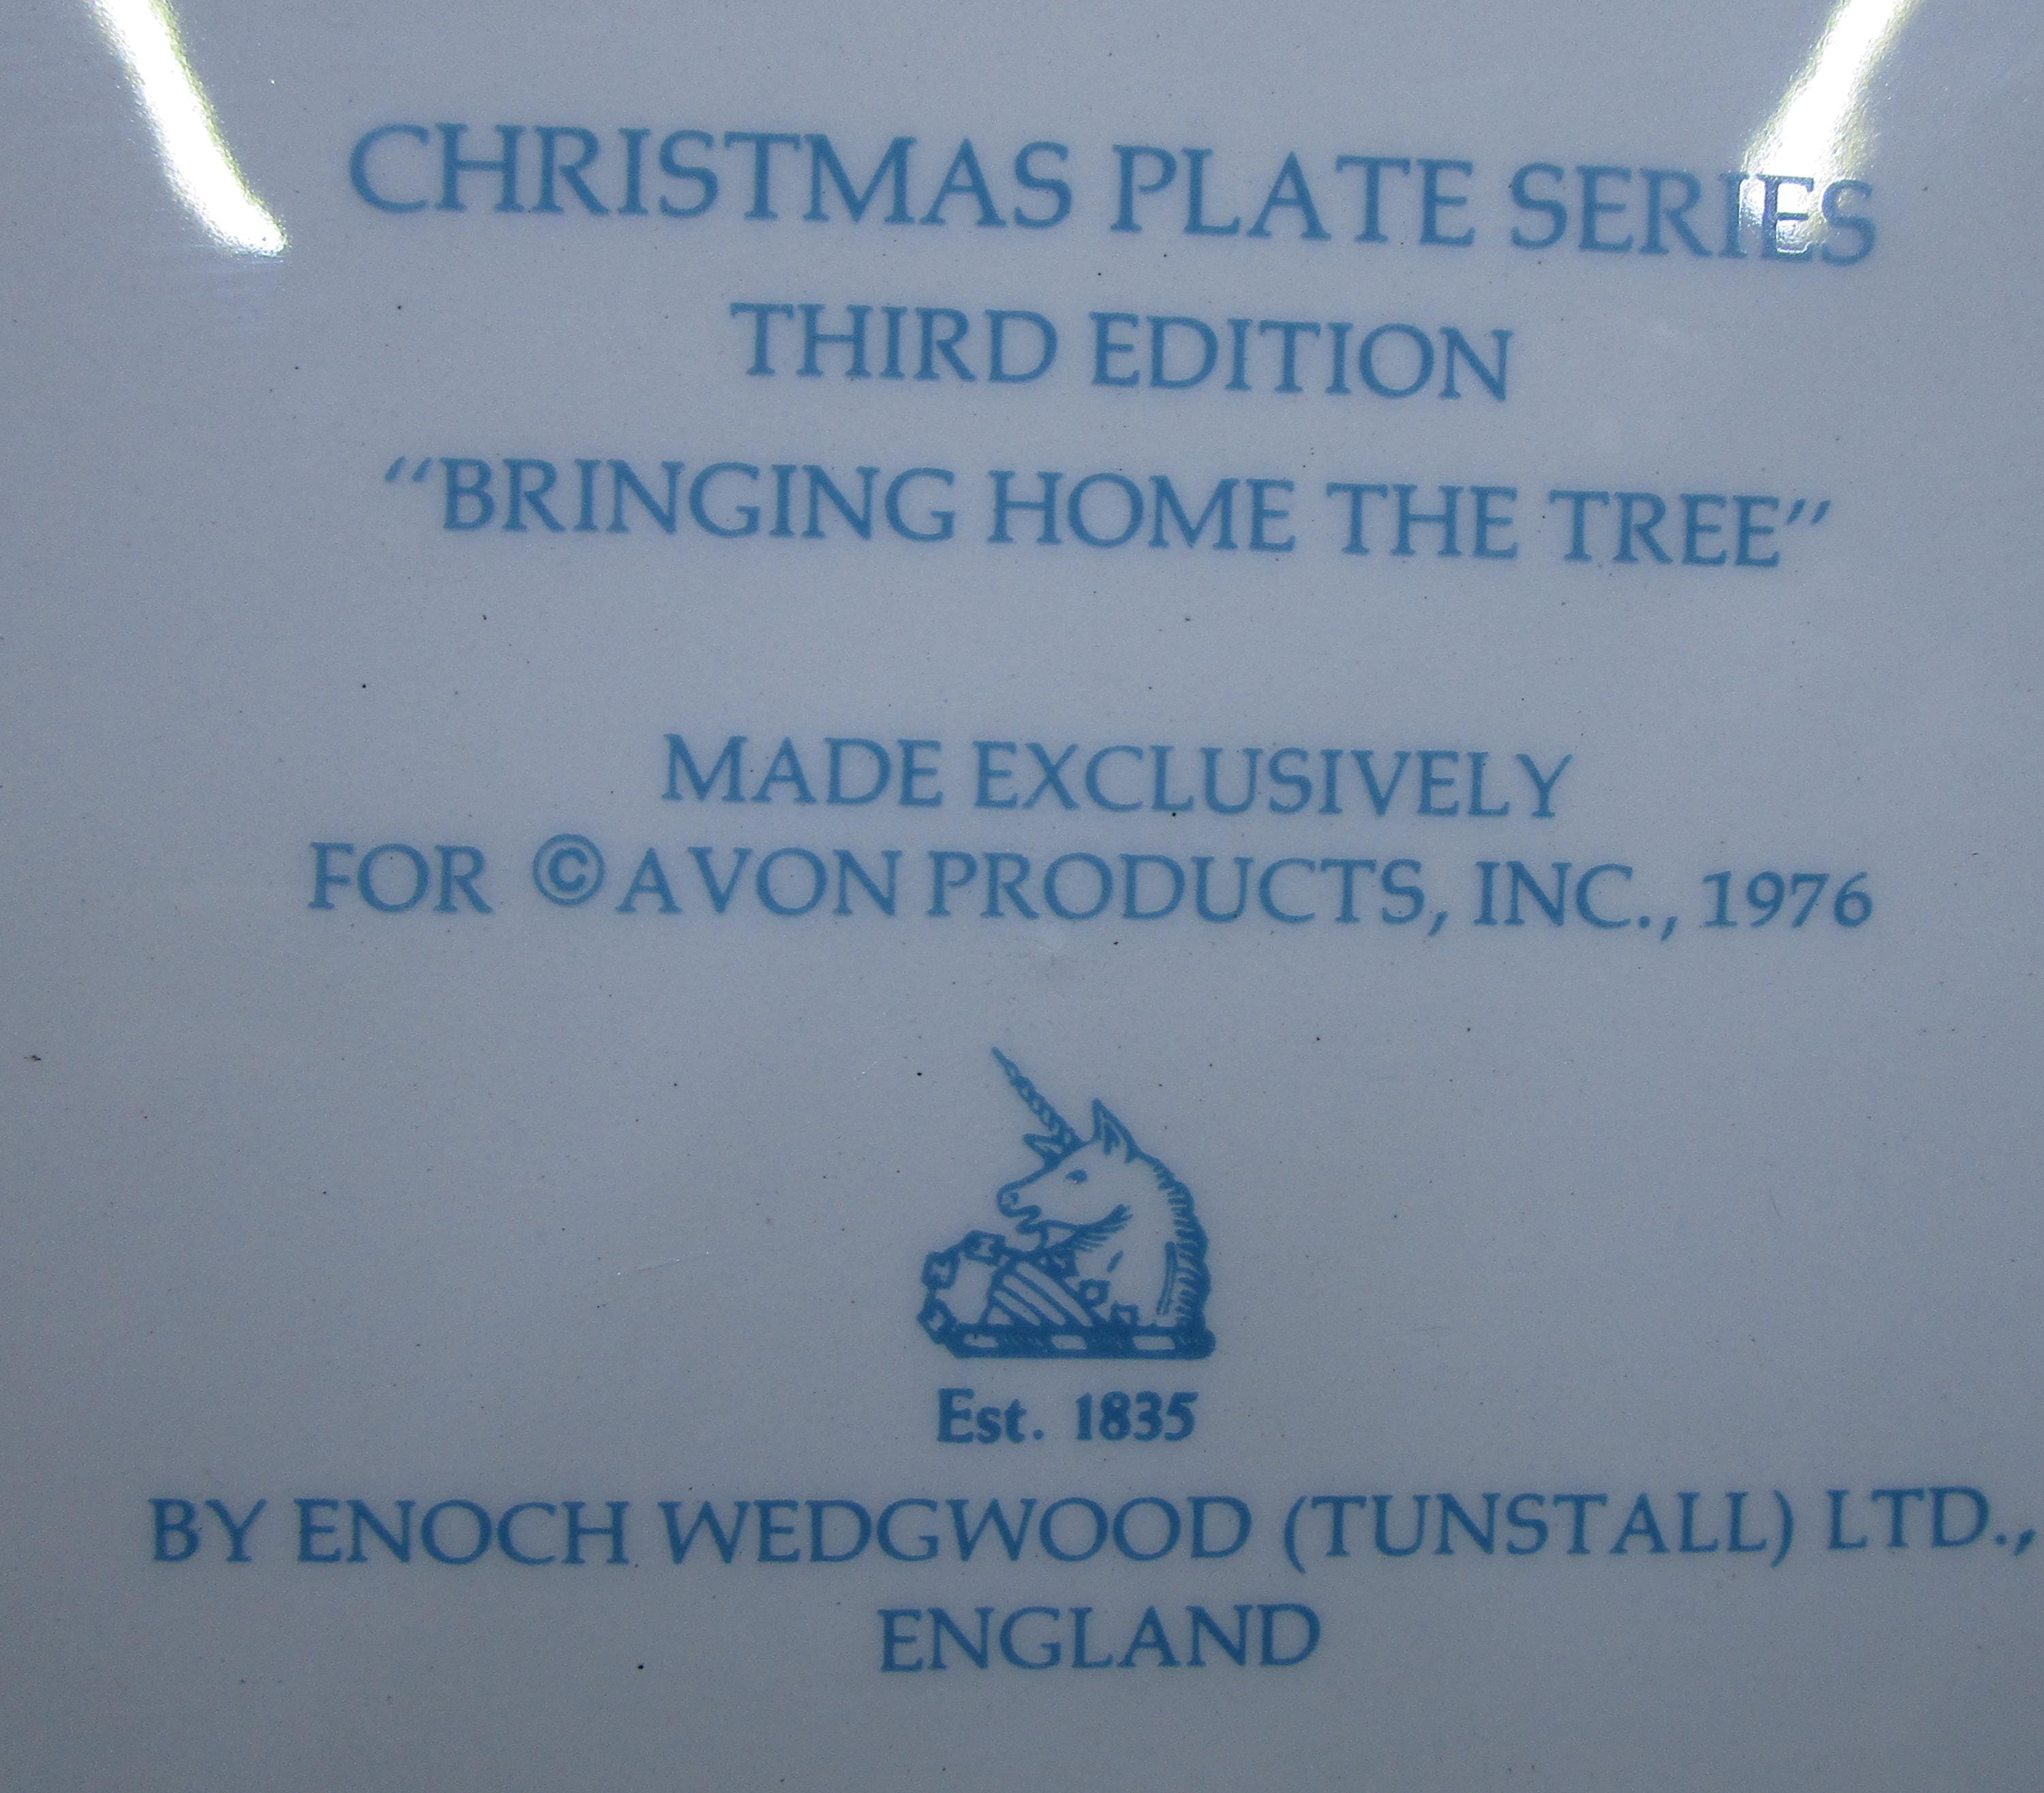 CHRISTMAS PLATE SERIES
THIRD EDITION
“BRINGING HOME THE TREE”
MADE EXCLUSIVELY
FOR ©AVON PRODUCTS, INC., 1976
Est. 1835
BY ENOCH WEDGWOOD (TUNSTALL) LTD.,
ENGLAND